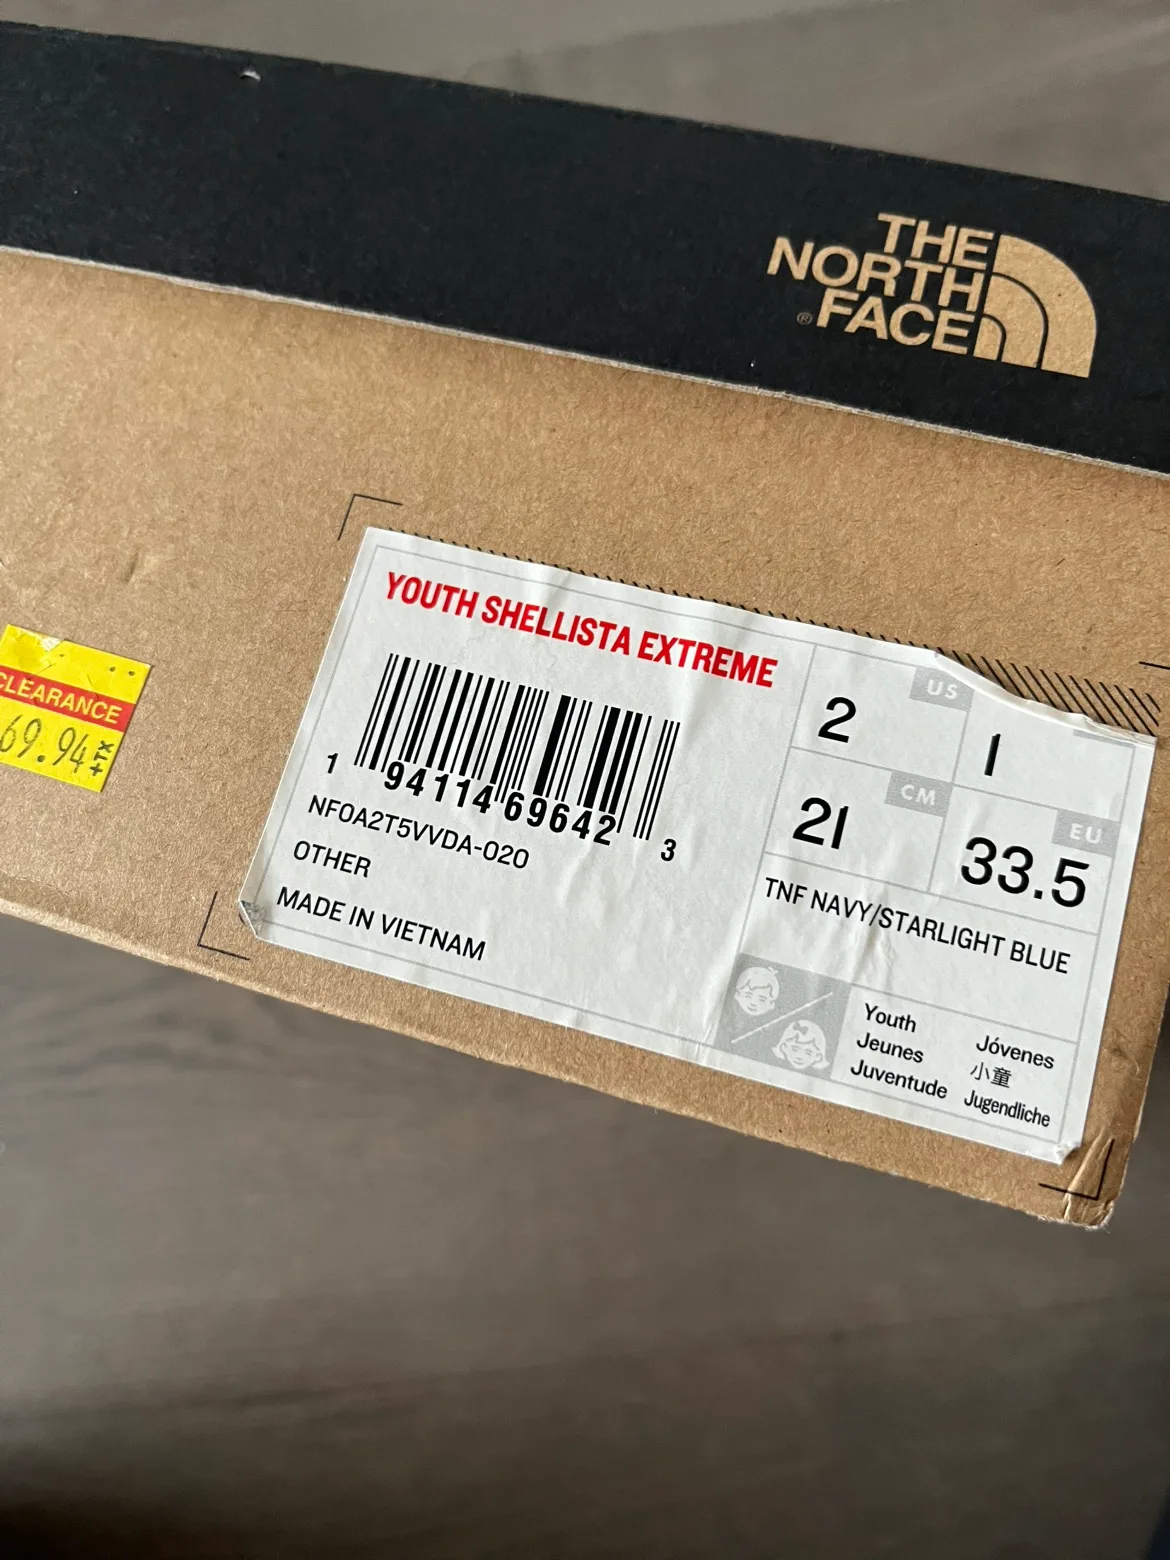 THE
NORTH
FACE
®
CLEARANCE
69.94 +TX
YOUTH SHELLISTA EXTREME
1 94114 69642 3
NF0A2T5VVDA-020
OTHER
MADE IN VIETNAM
2 US
1
21 CM
33.5 EU
TNF NAVY/STARLIGHT BLUE
Youth
Jeunes
Juventude
Jóvenes
小童
Jugendliche